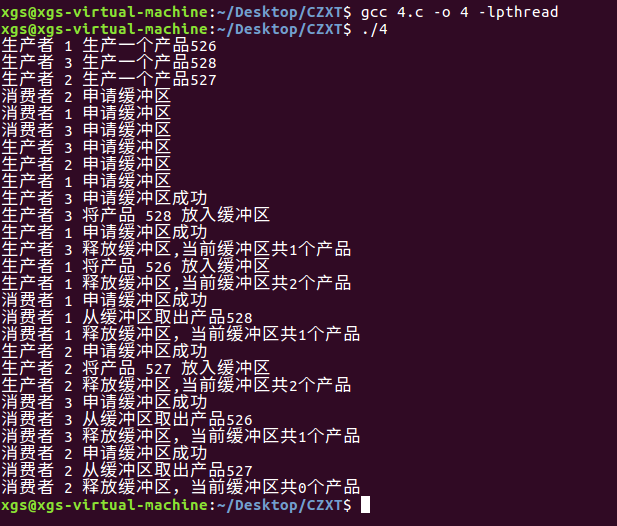 xgs@xgs-virtual-machine:~/Desktop/CZXT$ gcc 4.c -o 4 -lpthread
xgs@xgs-virtual-machine:~/Desktop/CZXT$ ./4
生产者 1 生产一个产品526
生产者 3 生产一个产品528
生产者 2 生产一个产品527
消费者 2 申请缓冲区
消费者 1 申请缓冲区
消费者 3 申请缓冲区
生产者 3 申请缓冲区
生产者 2 申请缓冲区
生产者 1 申请缓冲区
生产者 3 申请缓冲区成功
生产者 3 将产品 528 放入缓冲区
生产者 1 申请缓冲区成功
生产者 3 释放缓冲区,当前缓冲区共1个产品
生产者 1 将产品 526 放入缓冲区
生产者 1 释放缓冲区,当前缓冲区共2个产品
消费者 1 申请缓冲区成功
消费者 1 从缓冲区取出产品528
消费者 1 释放缓冲区，当前缓冲区共1个产品
生产者 2 申请缓冲区成功
生产者 2 将产品 527 放入缓冲区
生产者 2 释放缓冲区,当前缓冲区共2个产品
消费者 3 申请缓冲区成功
消费者 3 从缓冲区取出产品526
消费者 3 释放缓冲区，当前缓冲区共1个产品
消费者 2 申请缓冲区成功
消费者 2 从缓冲区取出产品527
消费者 2 释放缓冲区，当前缓冲区共0个产品
xgs@xgs-virtual-machine:~/Desktop/CZXT$